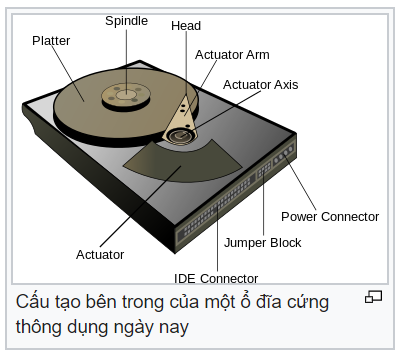 Spindle
Head
Platter
Actuator Arm
Actuator Axis
Power Connector
Jumper Block
Actuator
IDE Connector
Cấu tạo bên trong của một ổ đĩa cứng
thông dụng ngày nay